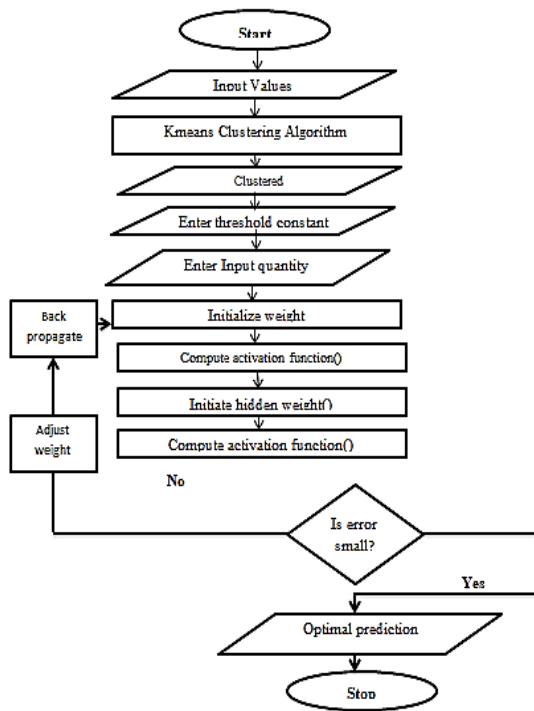 Start
Input Values
Kmeans Clustering Algorithm
Clustered
Enter threshold constant
Enter Input quantity
Back
propagate
Initialize weight
Compute activation function()
Initiate hidden weight()
Adjust
weight
Compute activation function()
No
Is error
small?
Yes
Optimal prediction
Stop